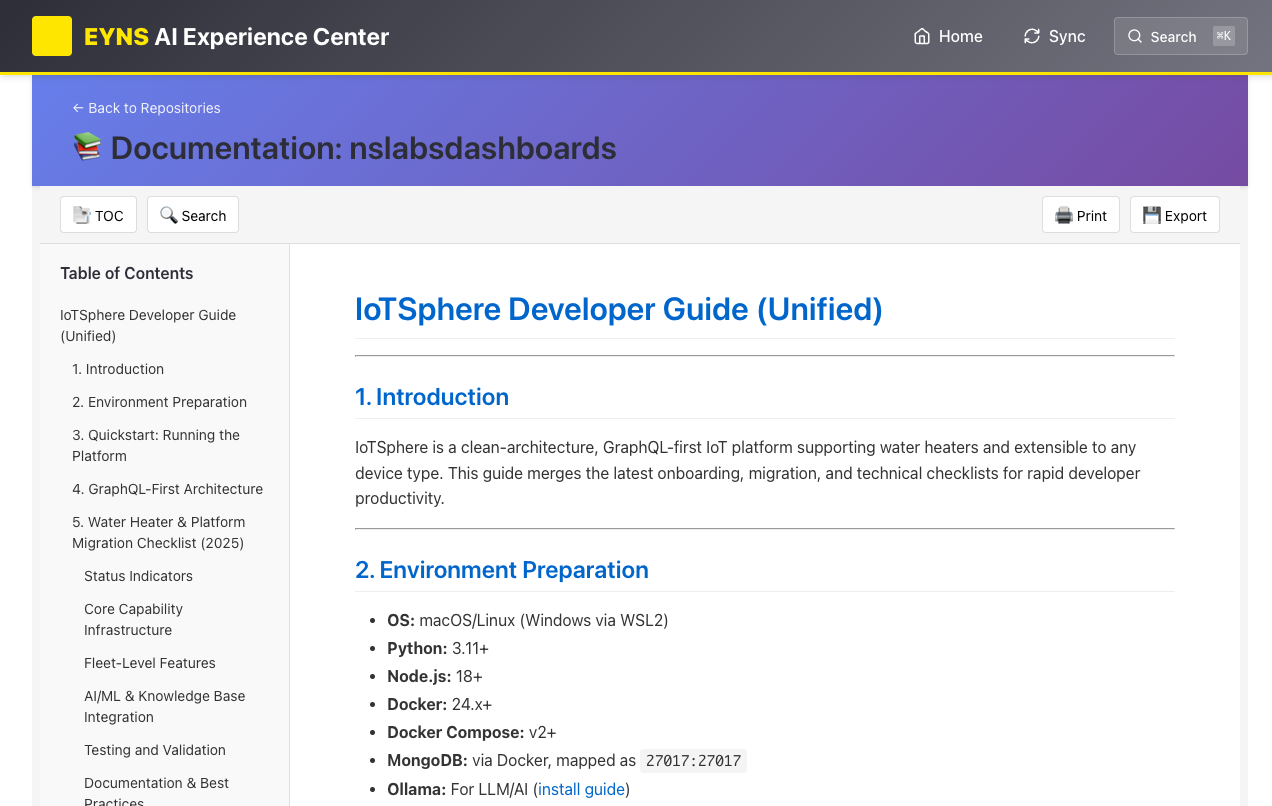 EYNS AI Experience Center
Home
Sync
Search
⌘K
← Back to Repositories
📚 Documentation: nslabsdashboards
📑 TOC
🔍 Search
🖨️ Print
💾 Export
Table of Contents
IoTSphere Developer Guide
(Unified)
1. Introduction
2. Environment Preparation
3. Quickstart: Running the
Platform
4. GraphQL-First Architecture
5. Water Heater & Platform
Migration Checklist (2025)
Status Indicators
Core Capability
Infrastructure
Fleet-Level Features
AI/ML & Knowledge Base
Integration
Testing and Validation
Documentation & Best
Practices
IoTSphere Developer Guide (Unified)
1. Introduction
IoTSphere is a clean-architecture, GraphQL-first IoT platform supporting water heaters and extensible to any
device type. This guide merges the latest onboarding, migration, and technical checklists for rapid developer
productivity.
2. Environment Preparation
• OS: macOS/Linux (Windows via WSL2)
• Python: 3.11+
• Node.js: 18+
• Docker: 24.x+
• Docker Compose: v2+
• MongoDB: via Docker, mapped as 27017:27017
• Ollama: For LLM/AI (install guide)